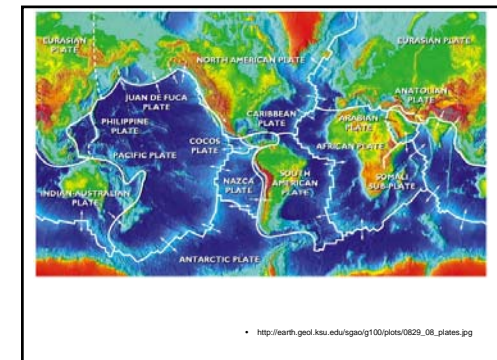 EURASIAN
PLATE
NORTH AMERICAN PLATE
EURASIAN PLATE
ANATOLIAN
PLATE
JUAN DE FUCA
PLATE
CARIBBEAN
PLATE
ARABIAN
PLATE
PHILIPPINE
PLATE
COCOS
PLATE
AFRICAN PLATE
PACIFIC PLATE
NAZCA
PLATE
SOUTH
AMERICAN
PLATE
SOMALI
SUB-PLATE
INDIAN-AUSTRALIAN
PLATE
ANTARCTIC PLATE
• http://earth.geol.ksu.edu/sgao/g100/plots/0829_08_plates.jpg